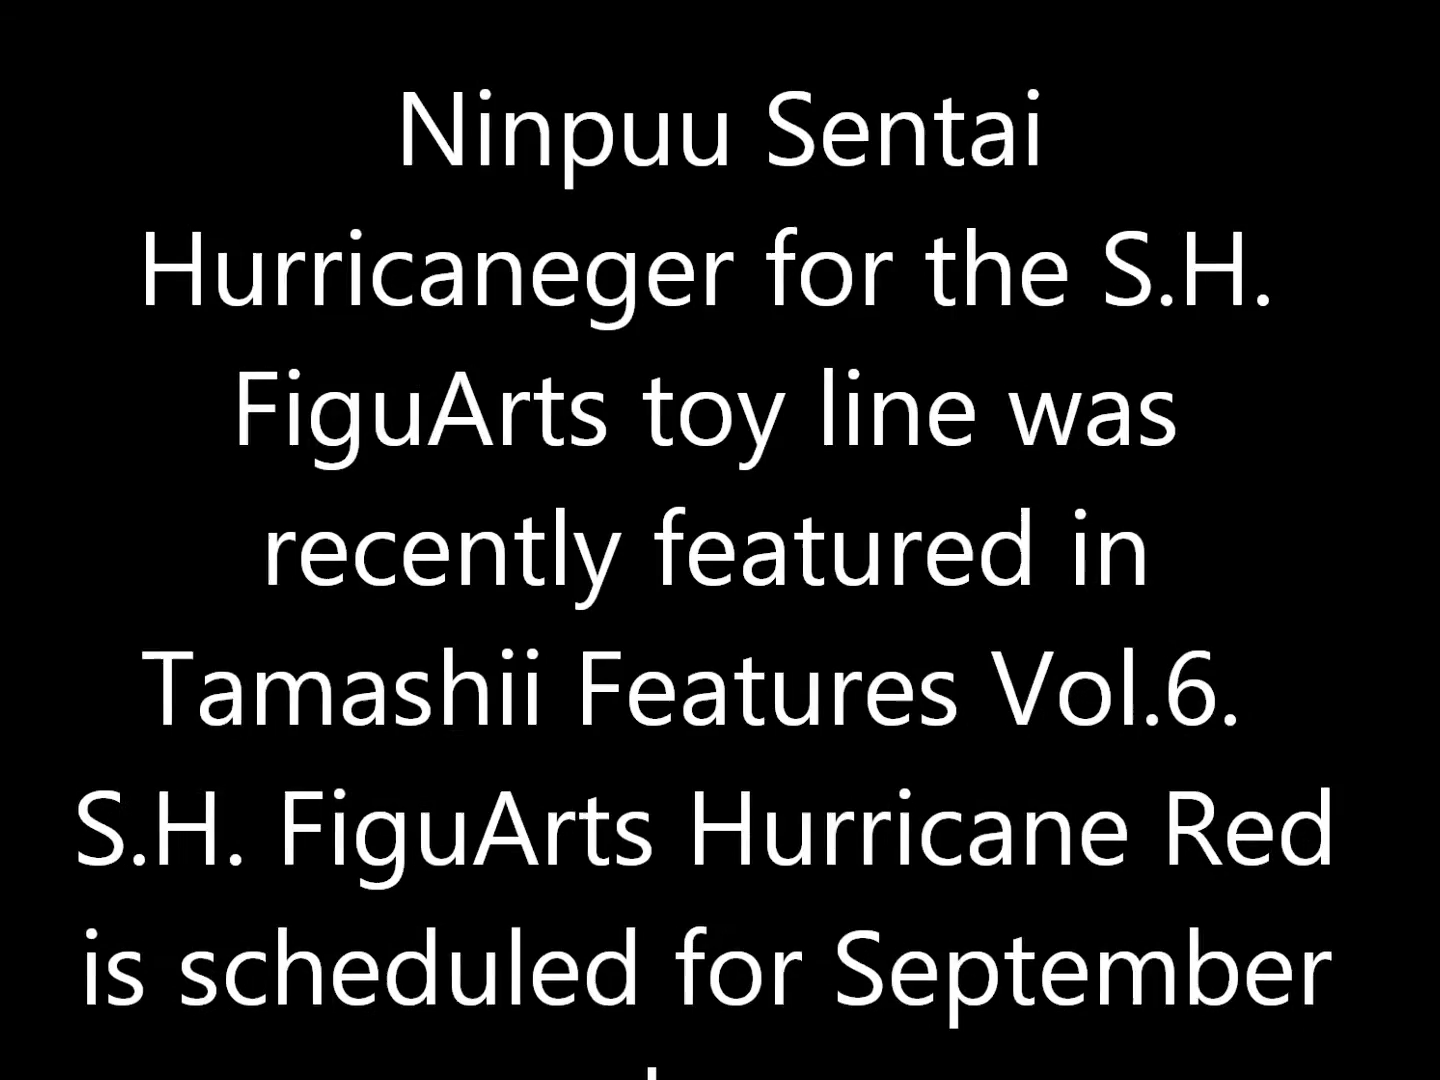 Ninpuu Sentai
Hurricaneger for the S.H.
FiguArts toy line was
recently featured in
Tamashii Features Vol.6.
S.H. FiguArts Hurricane Red
is scheduled for September